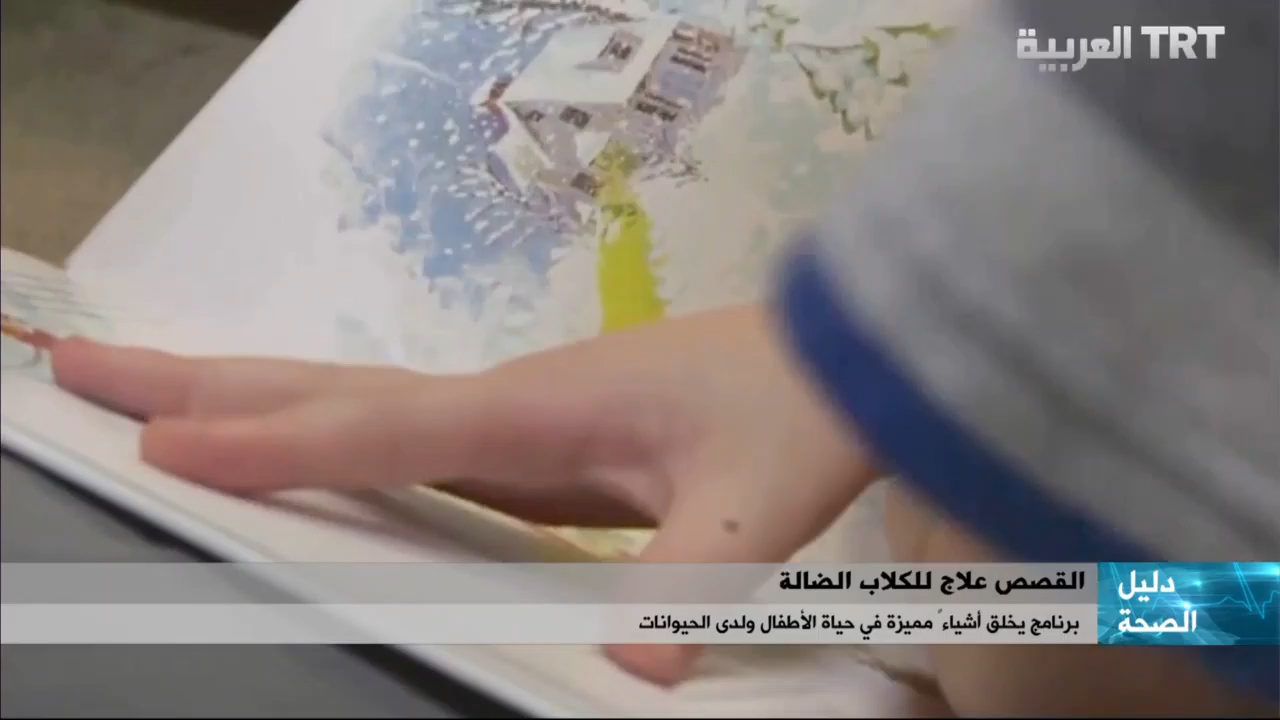 TRT العربية
القصص علاج للكلاب الضالة
برنامج يخلق أشياءً مميزة في حياة الأطفال ولدى الحيوانات
دليل
الصحة